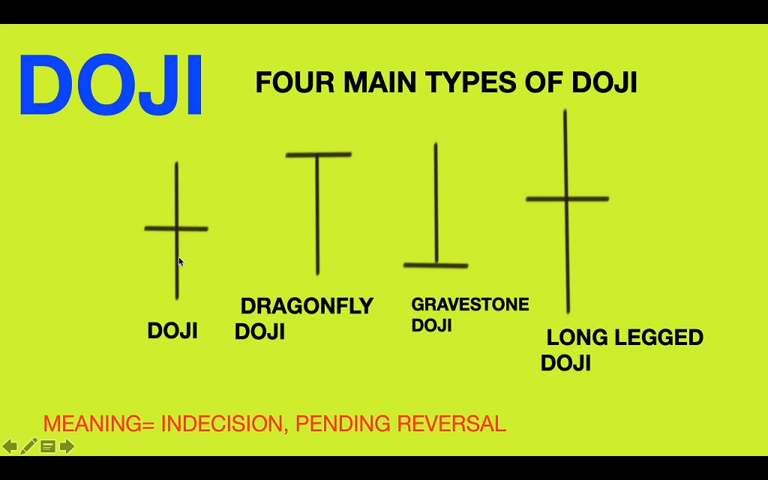 DOJI
FOUR MAIN TYPES OF DOJI
DOJI
DRAGONFLY
DOJI
GRAVESTONE
DOJI
LONG LEGGED
DOJI
MEANING= INDECISION, PENDING REVERSAL